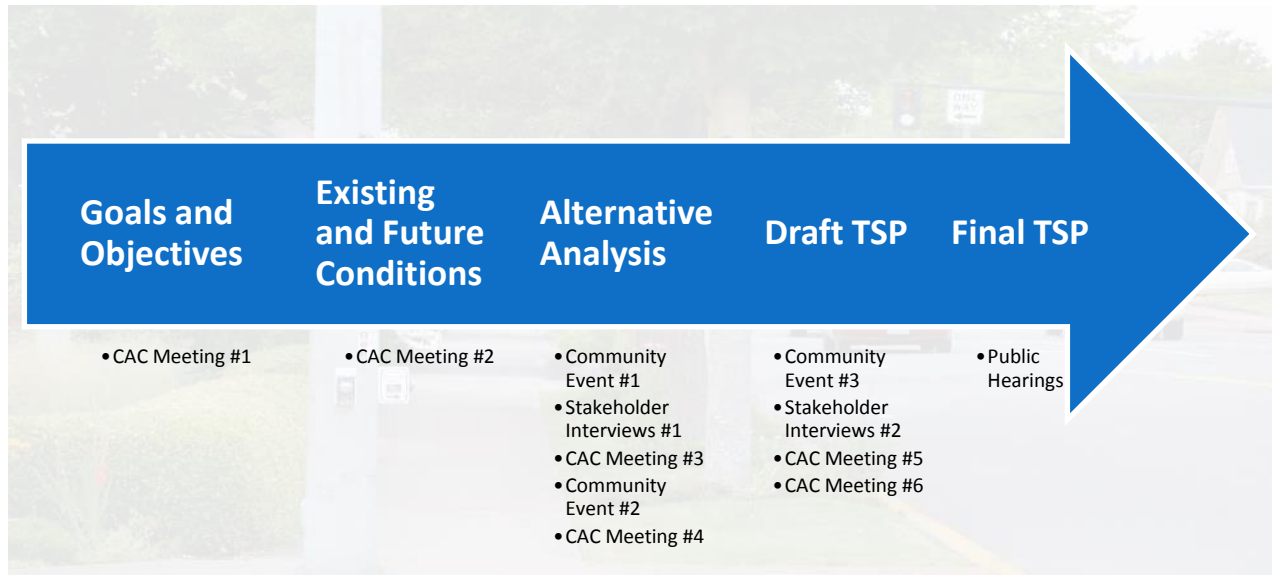 Goals and
Objectives
Existing
and Future
Conditions
Alternative
Analysis
Draft TSP
Final TSP
•CAC Meeting #1
•CAC Meeting #2
•Community
Event #1
•Stakeholder
Interviews #1
•CAC Meeting #3
•Community
Event #2
•CAC Meeting #4
•Community
Event #3
•Stakeholder
Interviews #2
•CAC Meeting #5
•CAC Meeting #6
•Public
Hearings
ONE
WAY